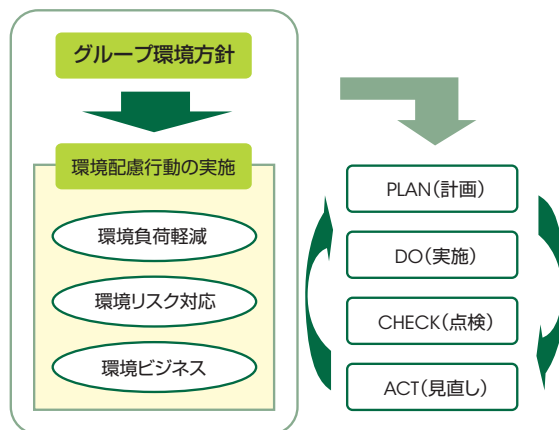 グループ環境方針
環境配慮行動の実施
環境負荷軽減
環境リスク対応
環境ビジネス
PLAN(計画)
DO(実施)
CHECK(点検)
ACT(見直し)